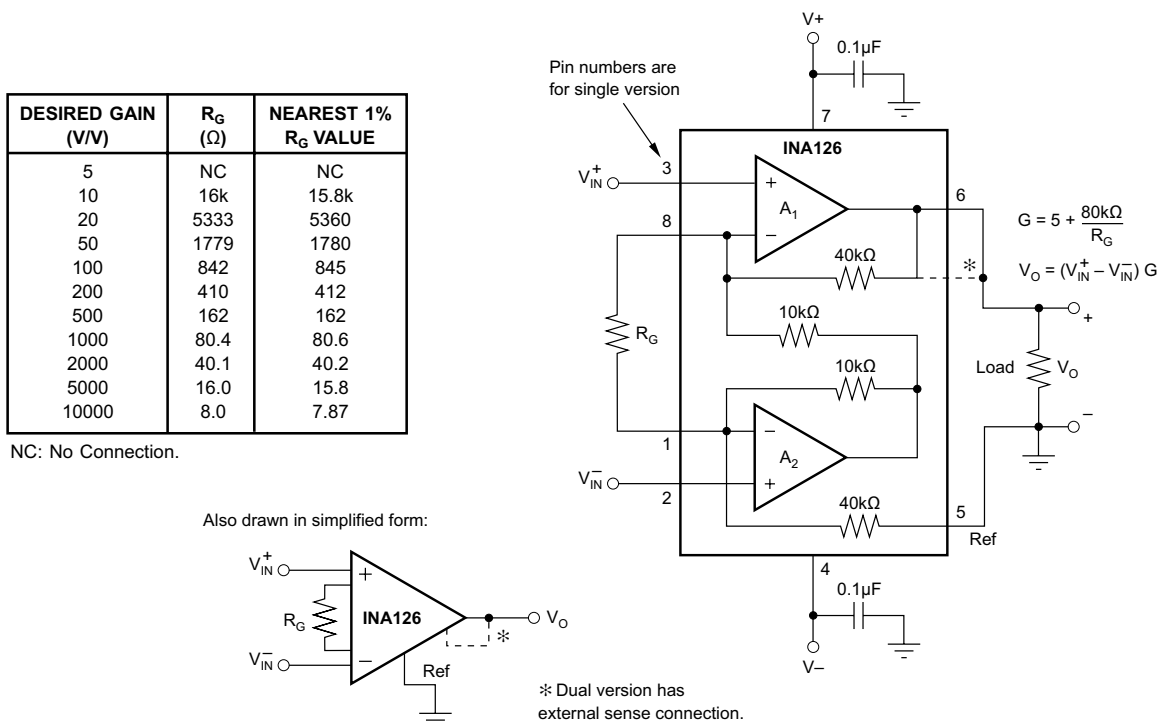 DESIRED GAIN (V/V) R_G (Ω) NEAREST 1% R_G VALUE
5 NC NC
10 16k 15.8k
20 5333 5360
50 1779 1780
100 842 845
200 410 412
500 162 162
1000 80.4 80.6
2000 40.1 40.2
5000 16.0 15.8
10000 8.0 7.87
NC: No Connection.
Pin numbers are
for single version
V+
0.1µF
7
INA126
3
V_IN^+
+
A_1
−
6
8
40kΩ
*
G = 5 + 80kΩ / R_G
V_O = (V_IN^+ – V_IN^–) G
10kΩ
R_G
10kΩ
+
Load
V_O
–
1
−
A_2
+
V_IN^–
2
40kΩ
5
Ref
4
0.1µF
V–
Also drawn in simplified form:
V_IN^+
+
R_G
INA126
V_O
*
V_IN^–
–
Ref
* Dual version has
external sense connection.